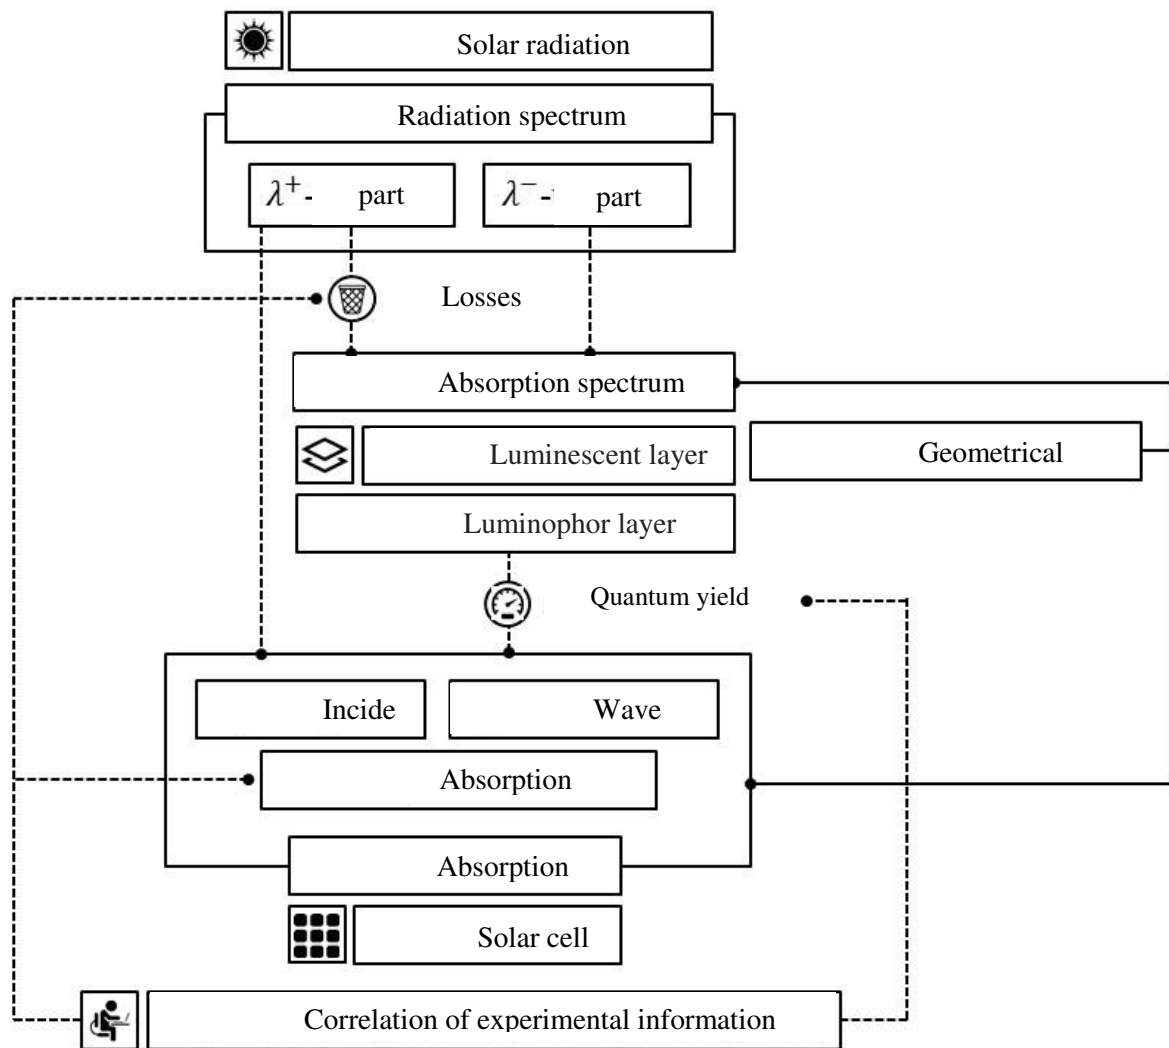 Solar radiation
Radiation spectrum
λ⁺- part
λ⁻- part
Losses
Absorption spectrum
Luminescent layer
Geometrical
Luminophor layer
Quantum yield
Incide
Wave
Absorption
Absorption
Solar cell
Correlation of experimental information